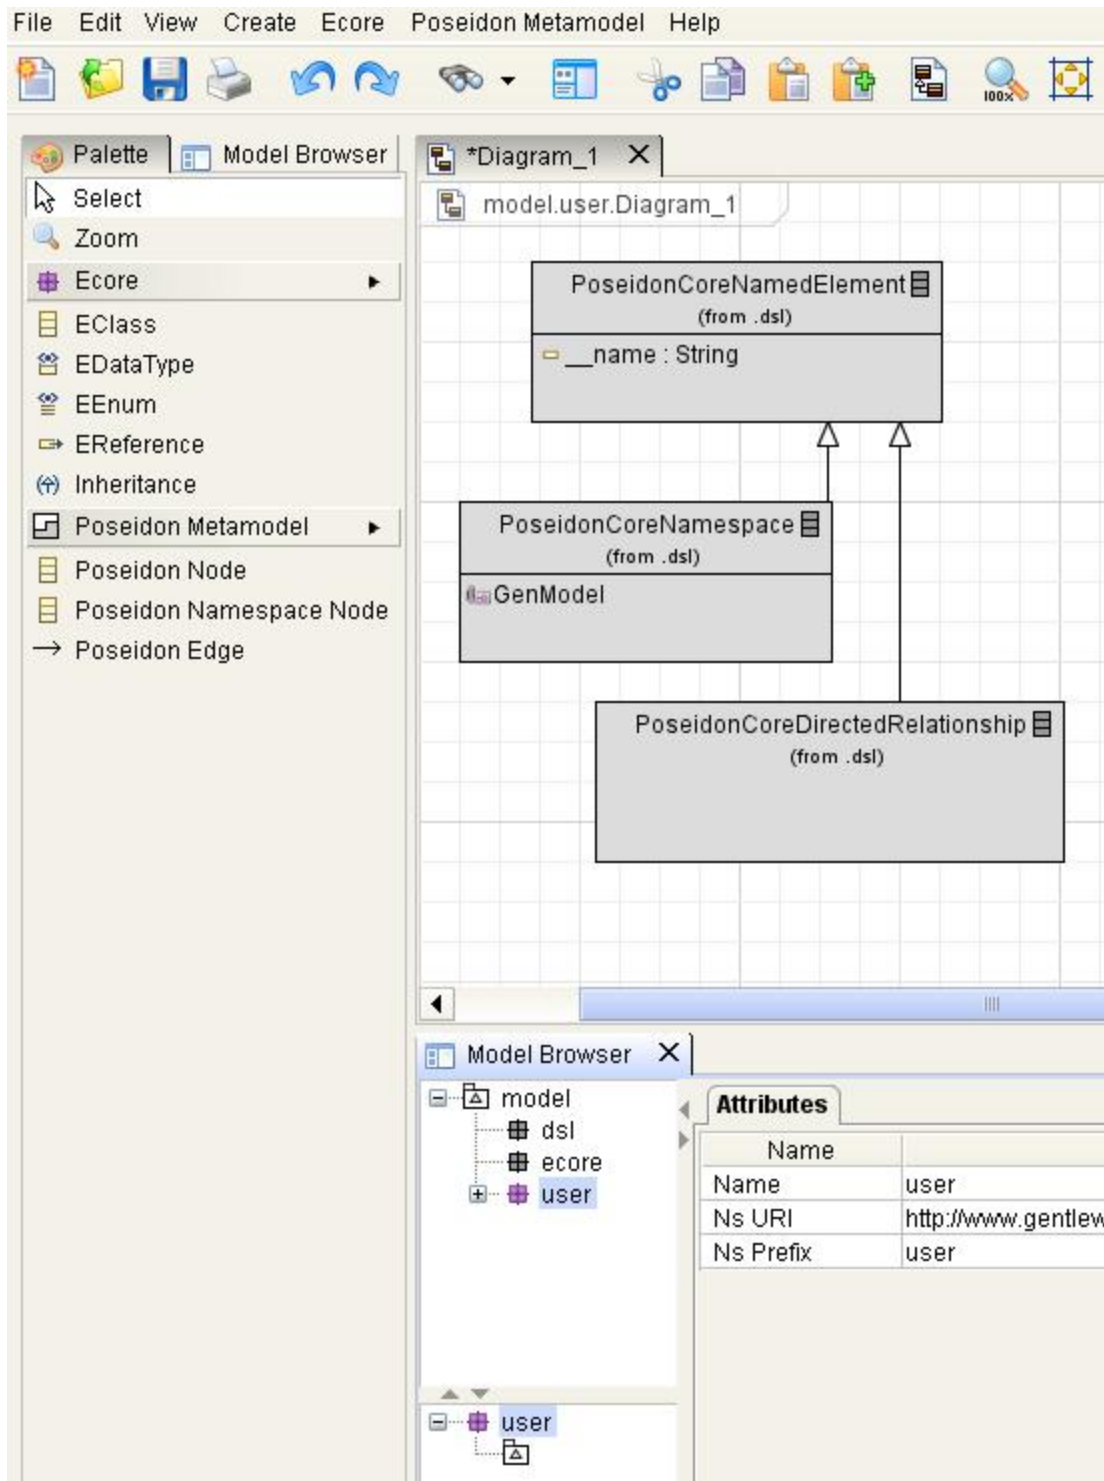 File Edit View Create Ecore Poseidon Metamodel Help
100%
Palette
Model Browser
Select
Zoom
Ecore
EClass
EDataType
EEnum
EReference
Inheritance
Poseidon Metamodel
Poseidon Node
Poseidon Namespace Node
Poseidon Edge
*Diagram_1
model.user.Diagram_1
PoseidonCoreNamedElement
(from .dsl)
__name : String
PoseidonCoreNamespace
(from .dsl)
GenModel
PoseidonCoreDirectedRelationship
(from .dsl)
Model Browser
model
dsl
ecore
user
user
Attributes
Name
Name user
Ns URI http://www.gentlew
Ns Prefix user